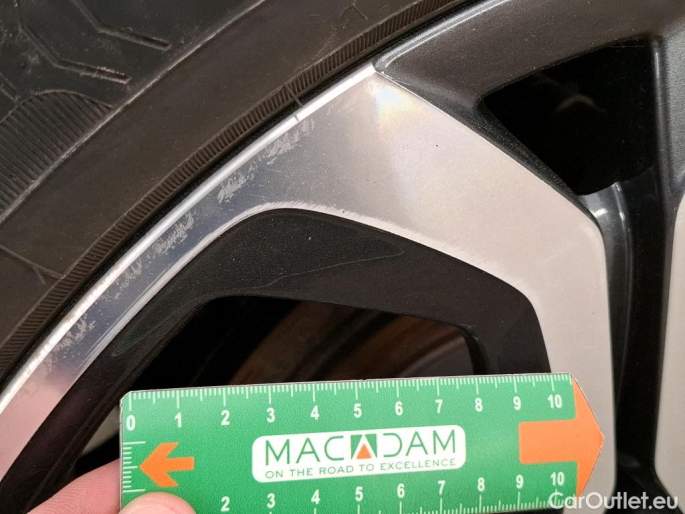 0 1 2 3 4 5 6 7 8 9 10
MACADAM
ON THE ROAD TO EXCELLENCE
2 3 4 5 6 7 8 9 10
CarOutlet.eu